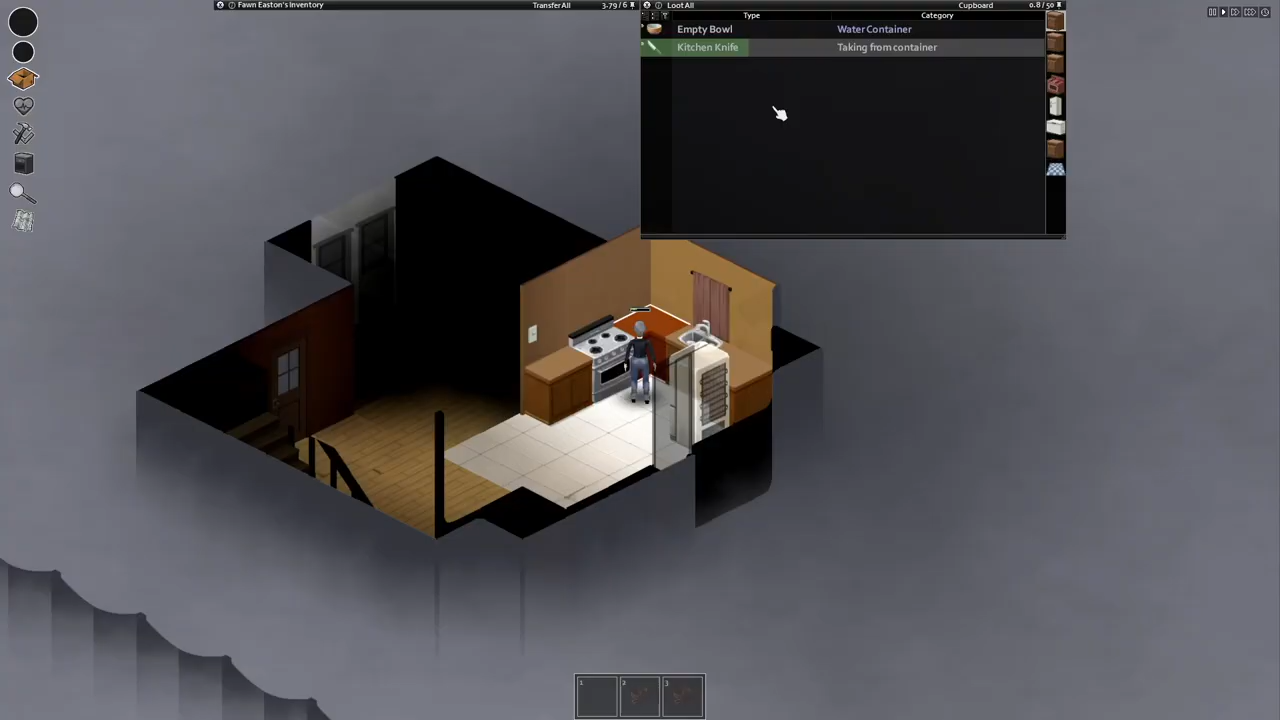 Fawn Easton's Inventory Transfer All 3.79 / 6
Loot All Cupboard 0.8 / 50
Type Category
Empty Bowl Water Container
Kitchen Knife Taking from container
1 2 3